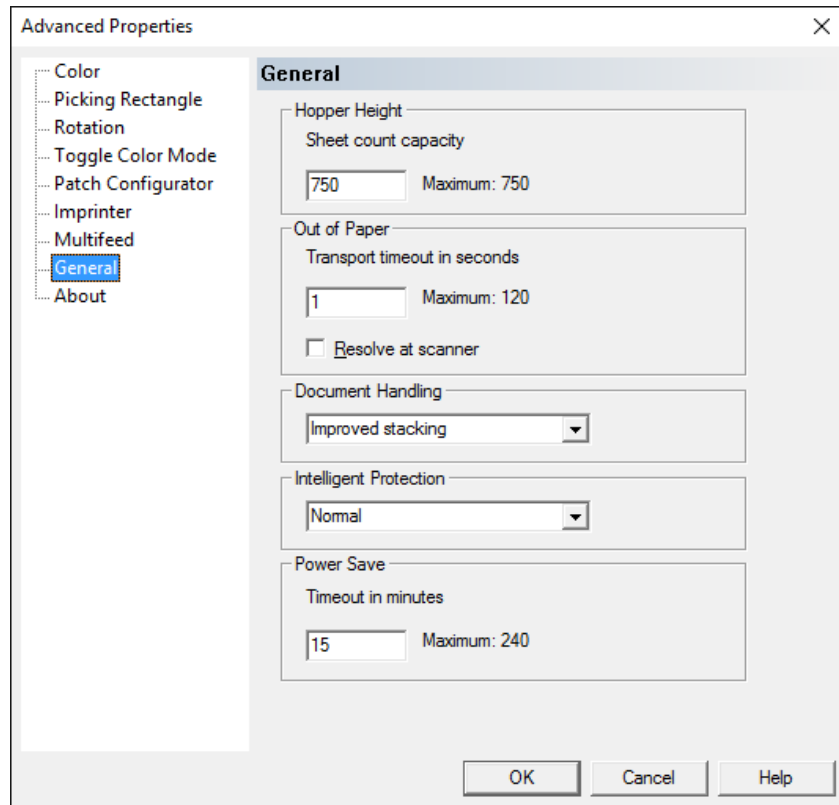 Advanced Properties
Color
Picking Rectangle
Rotation
Toggle Color Mode
Patch Configurator
Imprinter
Multifeed
General
About
General
Hopper Height
Sheet count capacity
750 Maximum: 750
Out of Paper
Transport timeout in seconds
1 Maximum: 120
Resolve at scanner
Document Handling
Improved stacking
Intelligent Protection
Normal
Power Save
Timeout in minutes
15 Maximum: 240
OK Cancel Help